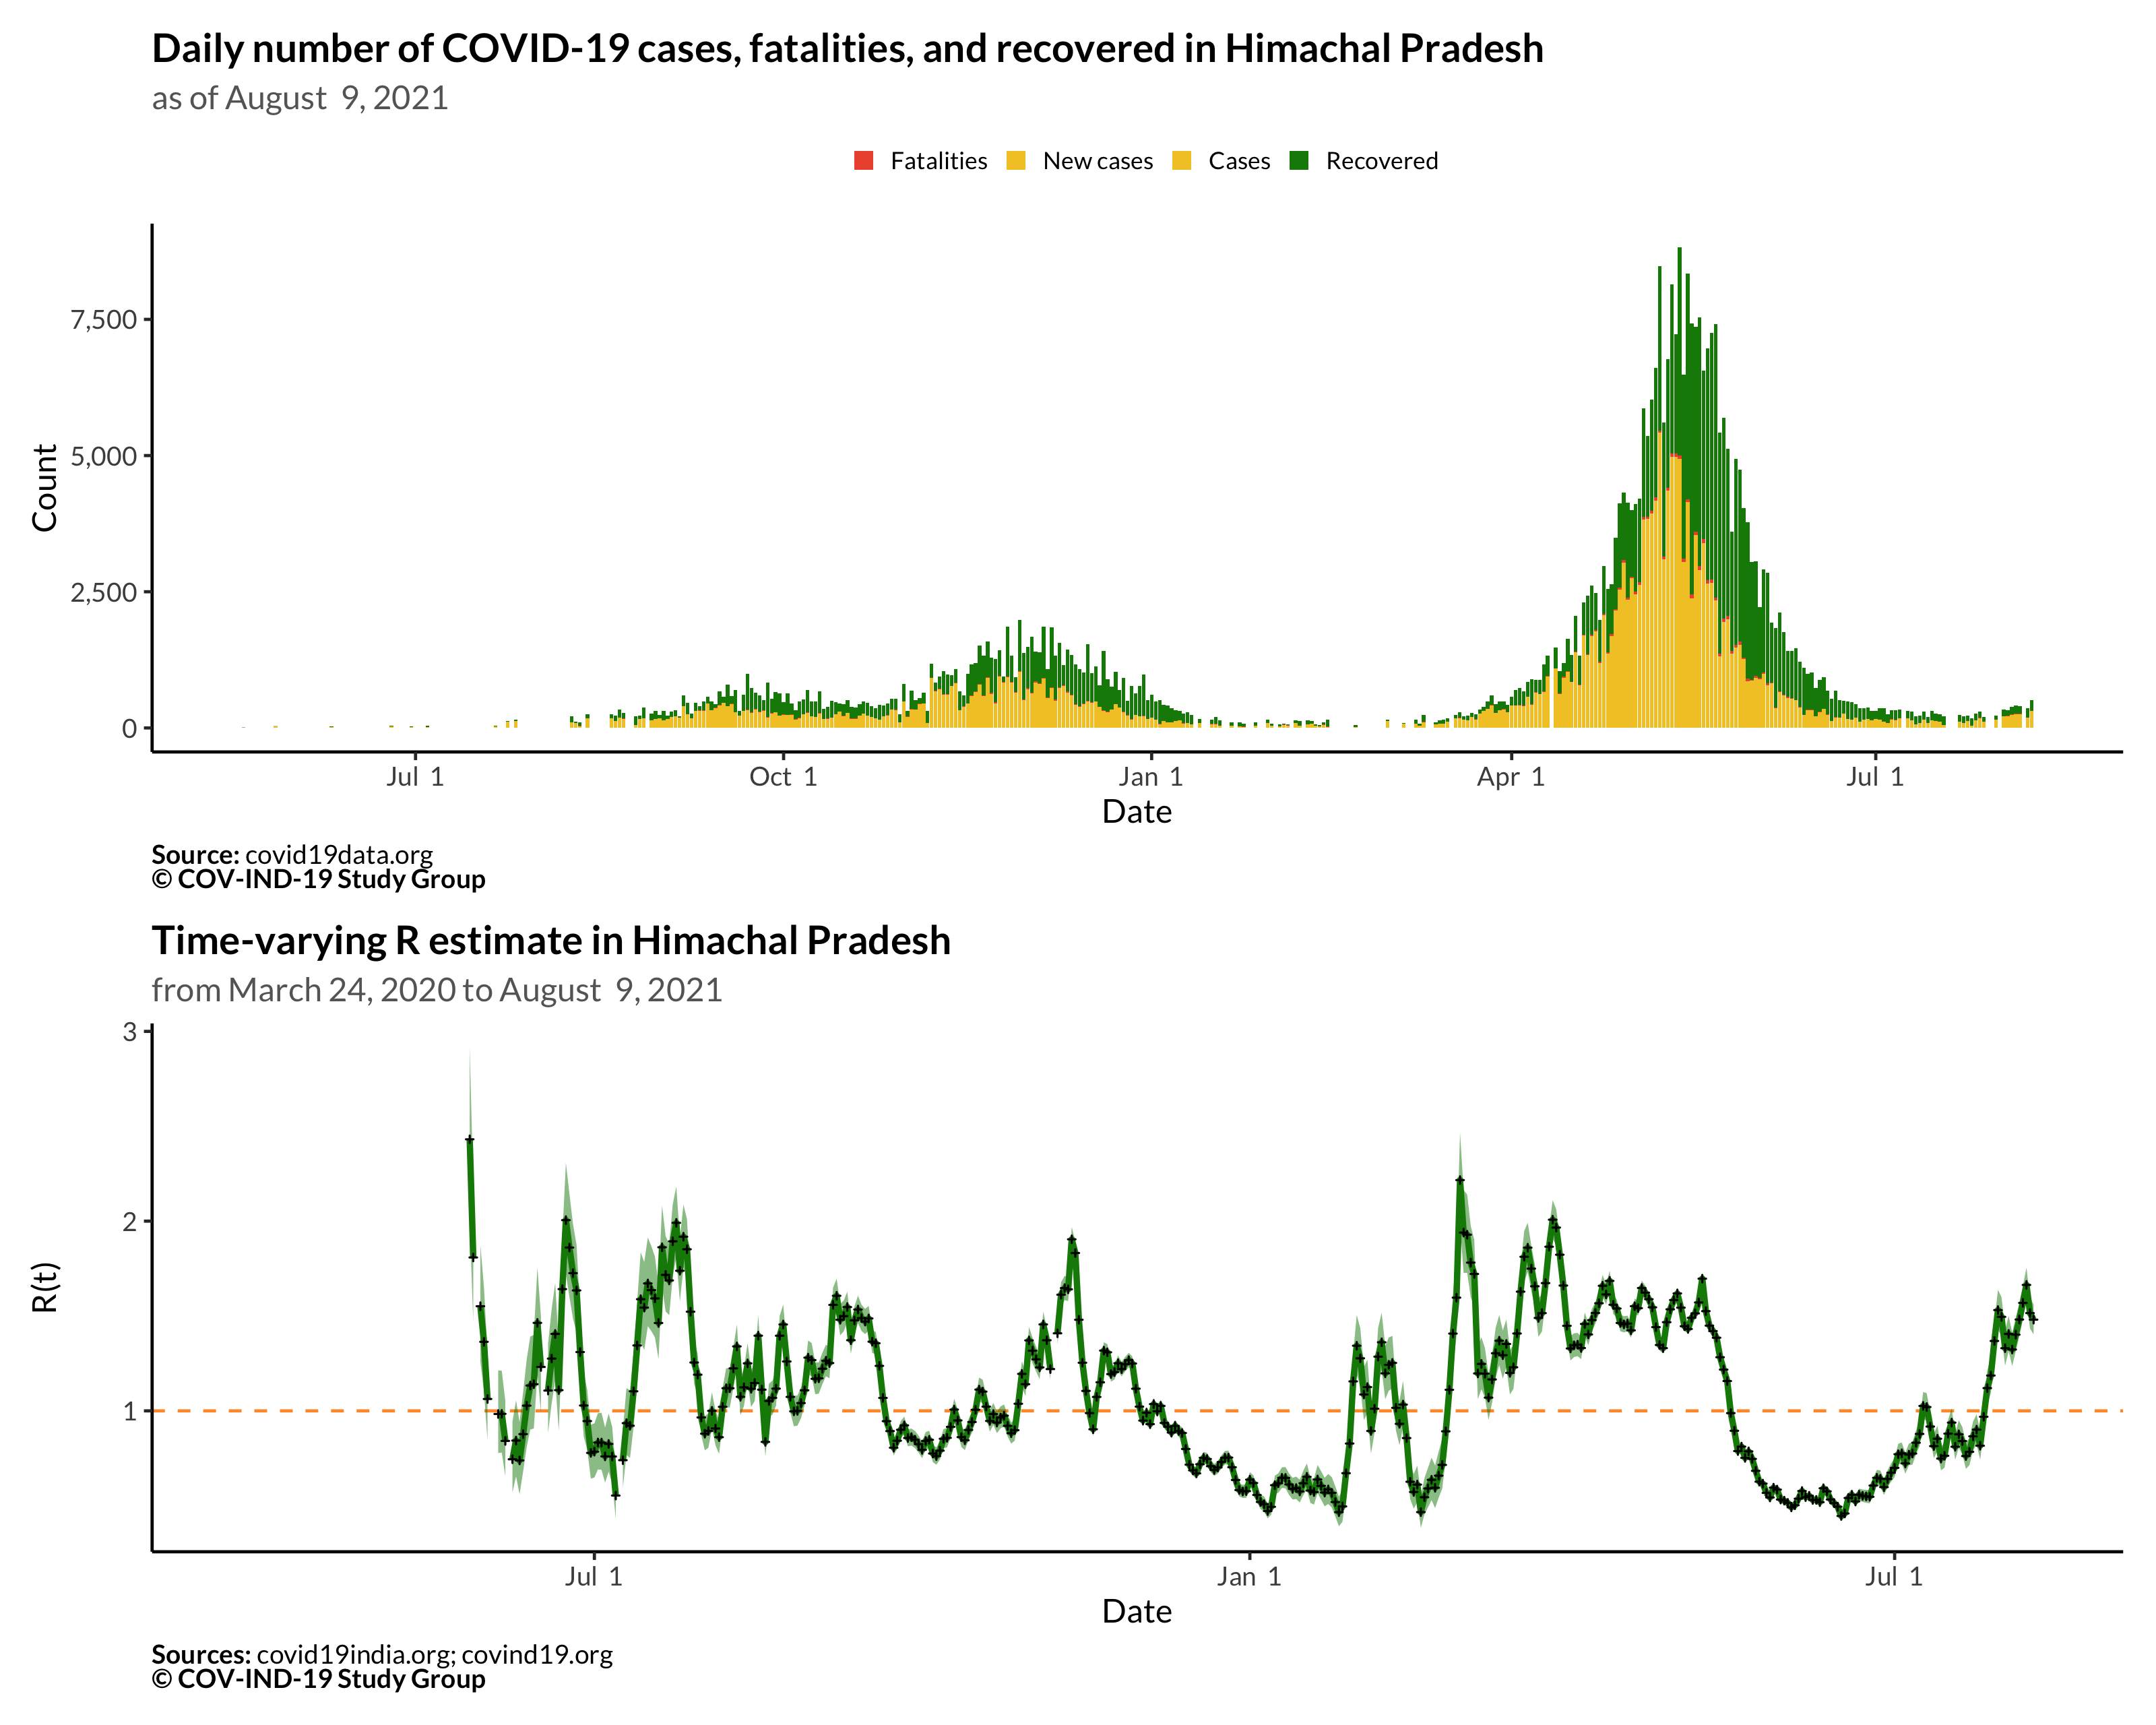 Daily number of COVID-19 cases, fatalities, and recovered in Himachal Pradesh
as of August  9, 2021
Fatalities New cases Cases Recovered
7,500
5,000
2,500
0
Count
Jul  1 Oct  1 Jan  1 Apr  1 Jul  1
Date
Source: covid19data.org
© COV-IND-19 Study Group
Time-varying R estimate in Himachal Pradesh
from March 24, 2020 to August  9, 2021
3
2
1
R(t)
Jul  1 Jan  1 Jul  1
Date
Sources: covid19india.org; covind19.org
© COV-IND-19 Study Group